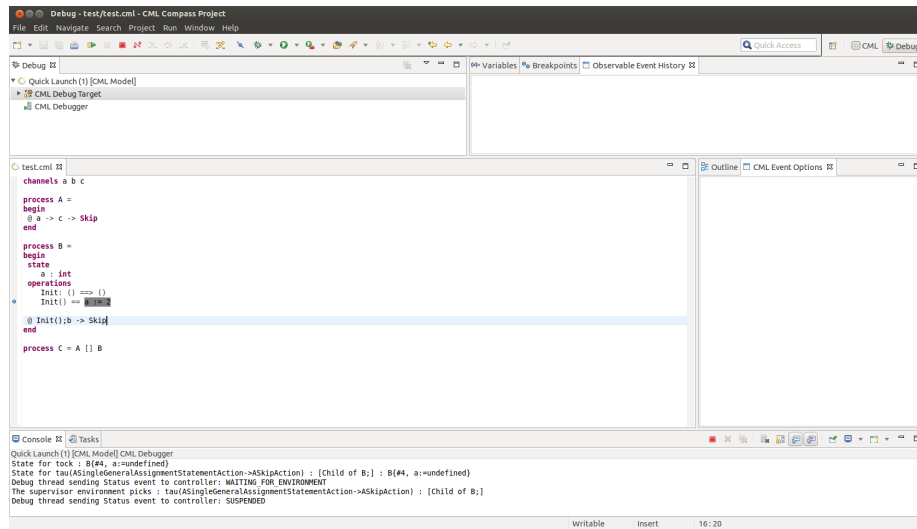 Debug - test/test.cml - CML Compass Project
File Edit Navigate Search Project Run Window Help
Quick Access CML Debug
Debug
Variables Breakpoints Observable Event History
Quick Launch (1) [CML Model]
CML Debug Target
CML Debugger
test.cml
Outline CML Event Options
channels a b c
process A =
begin
@ a -> c -> Skip
end
process B =
begin
state
a : int
operations
Init: () ==> ()
Init() == a := 2
@ Init();b -> Skip
end
process C = A [] B
Console Tasks
Quick Launch (1) [CML Model] CML Debugger
State for tock : B{#4, a:=undefined}
State for tau(ASingleGeneralAssignmentStatementAction->ASkipAction) : [Child of B;] : B{#4, a:=undefined}
Debug thread sending Status event to controller: WAITING_FOR_ENVIRONMENT
The supervisor environment picks : tau(ASingleGeneralAssignmentStatementAction->ASkipAction) : [Child of B;]
Debug thread sending Status event to controller: SUSPENDED
Writable Insert 16:20